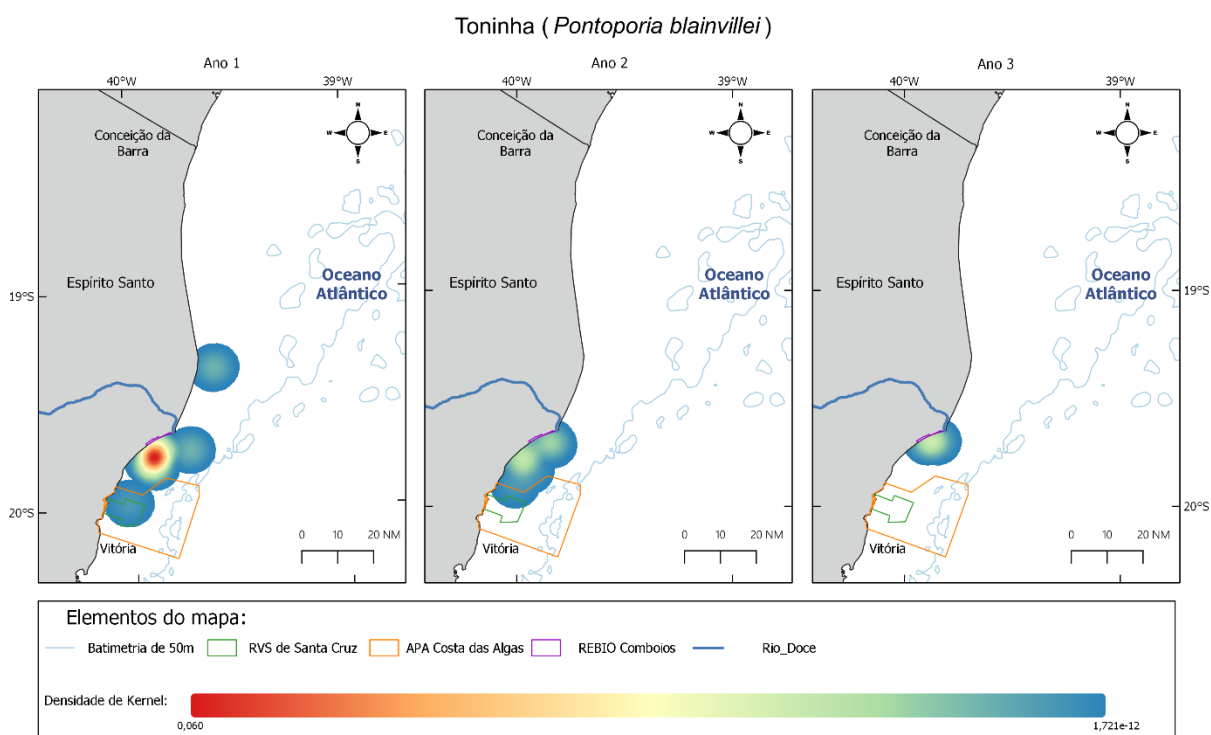 Toninha ( Pontoporia blainvillei )
Ano 1
Ano 2
Ano 3
40°W
39°W
40°W
39°W
40°W
39°W
N
W
E
S
N
W
E
S
N
W
E
S
Conceição da
Barra
Conceição da
Barra
Conceição da
Barra
Espírito Santo
Espírito Santo
Espírito Santo
Oceano
Atlântico
Oceano
Atlântico
Oceano
Atlântico
19°S
19°S
20°S
20°S
Vitória
Vitória
Vitória
0 10 20 NM
0 10 20 NM
0 10 20 NM
Elementos do mapa:
Batimetria de 50m
RVS de Santa Cruz
APA Costa das Algas
REBIO Comboios
Rio_Doce
Densidade de Kernel:
0,060
1,721e-12